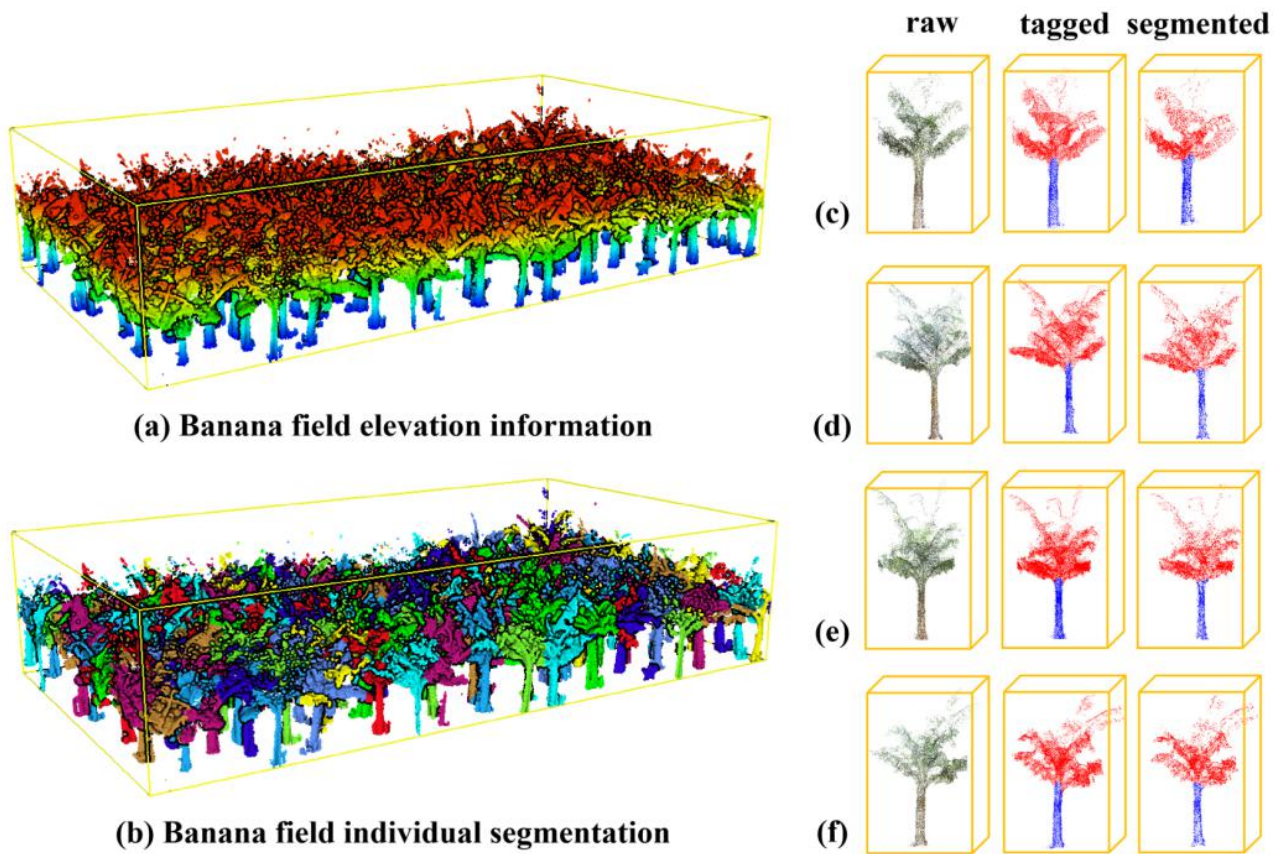 raw tagged segmented
(c)
(a) Banana field elevation information
(d)
(e)
(b) Banana field individual segmentation
(f)